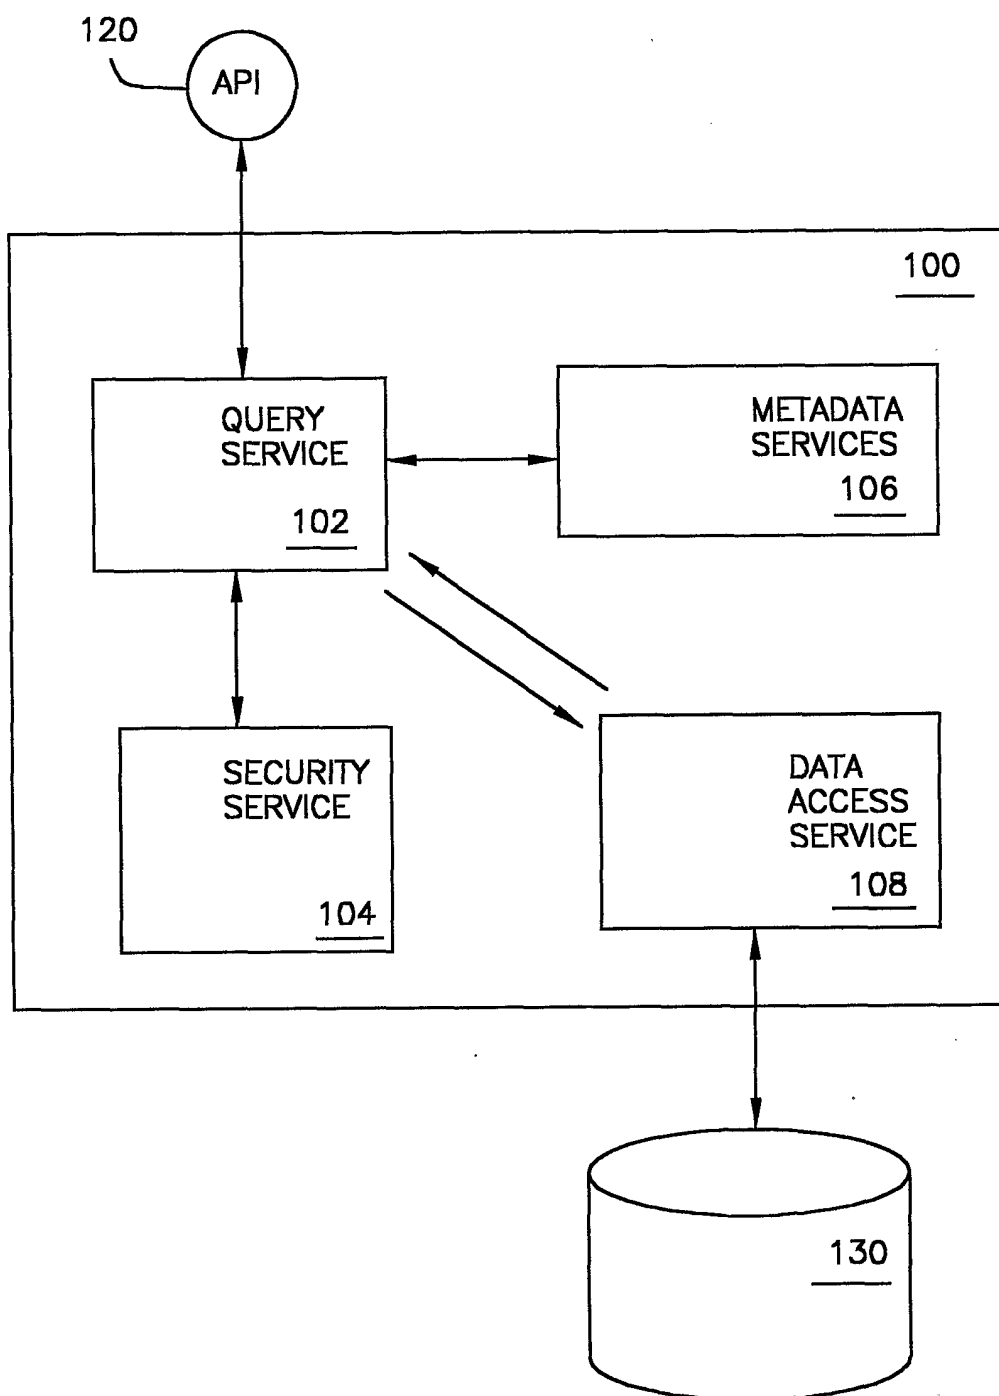 120
API
100
QUERY
SERVICE
102
METADATA
SERVICES
106
SECURITY
SERVICE
104
DATA
ACCESS
SERVICE
108
130